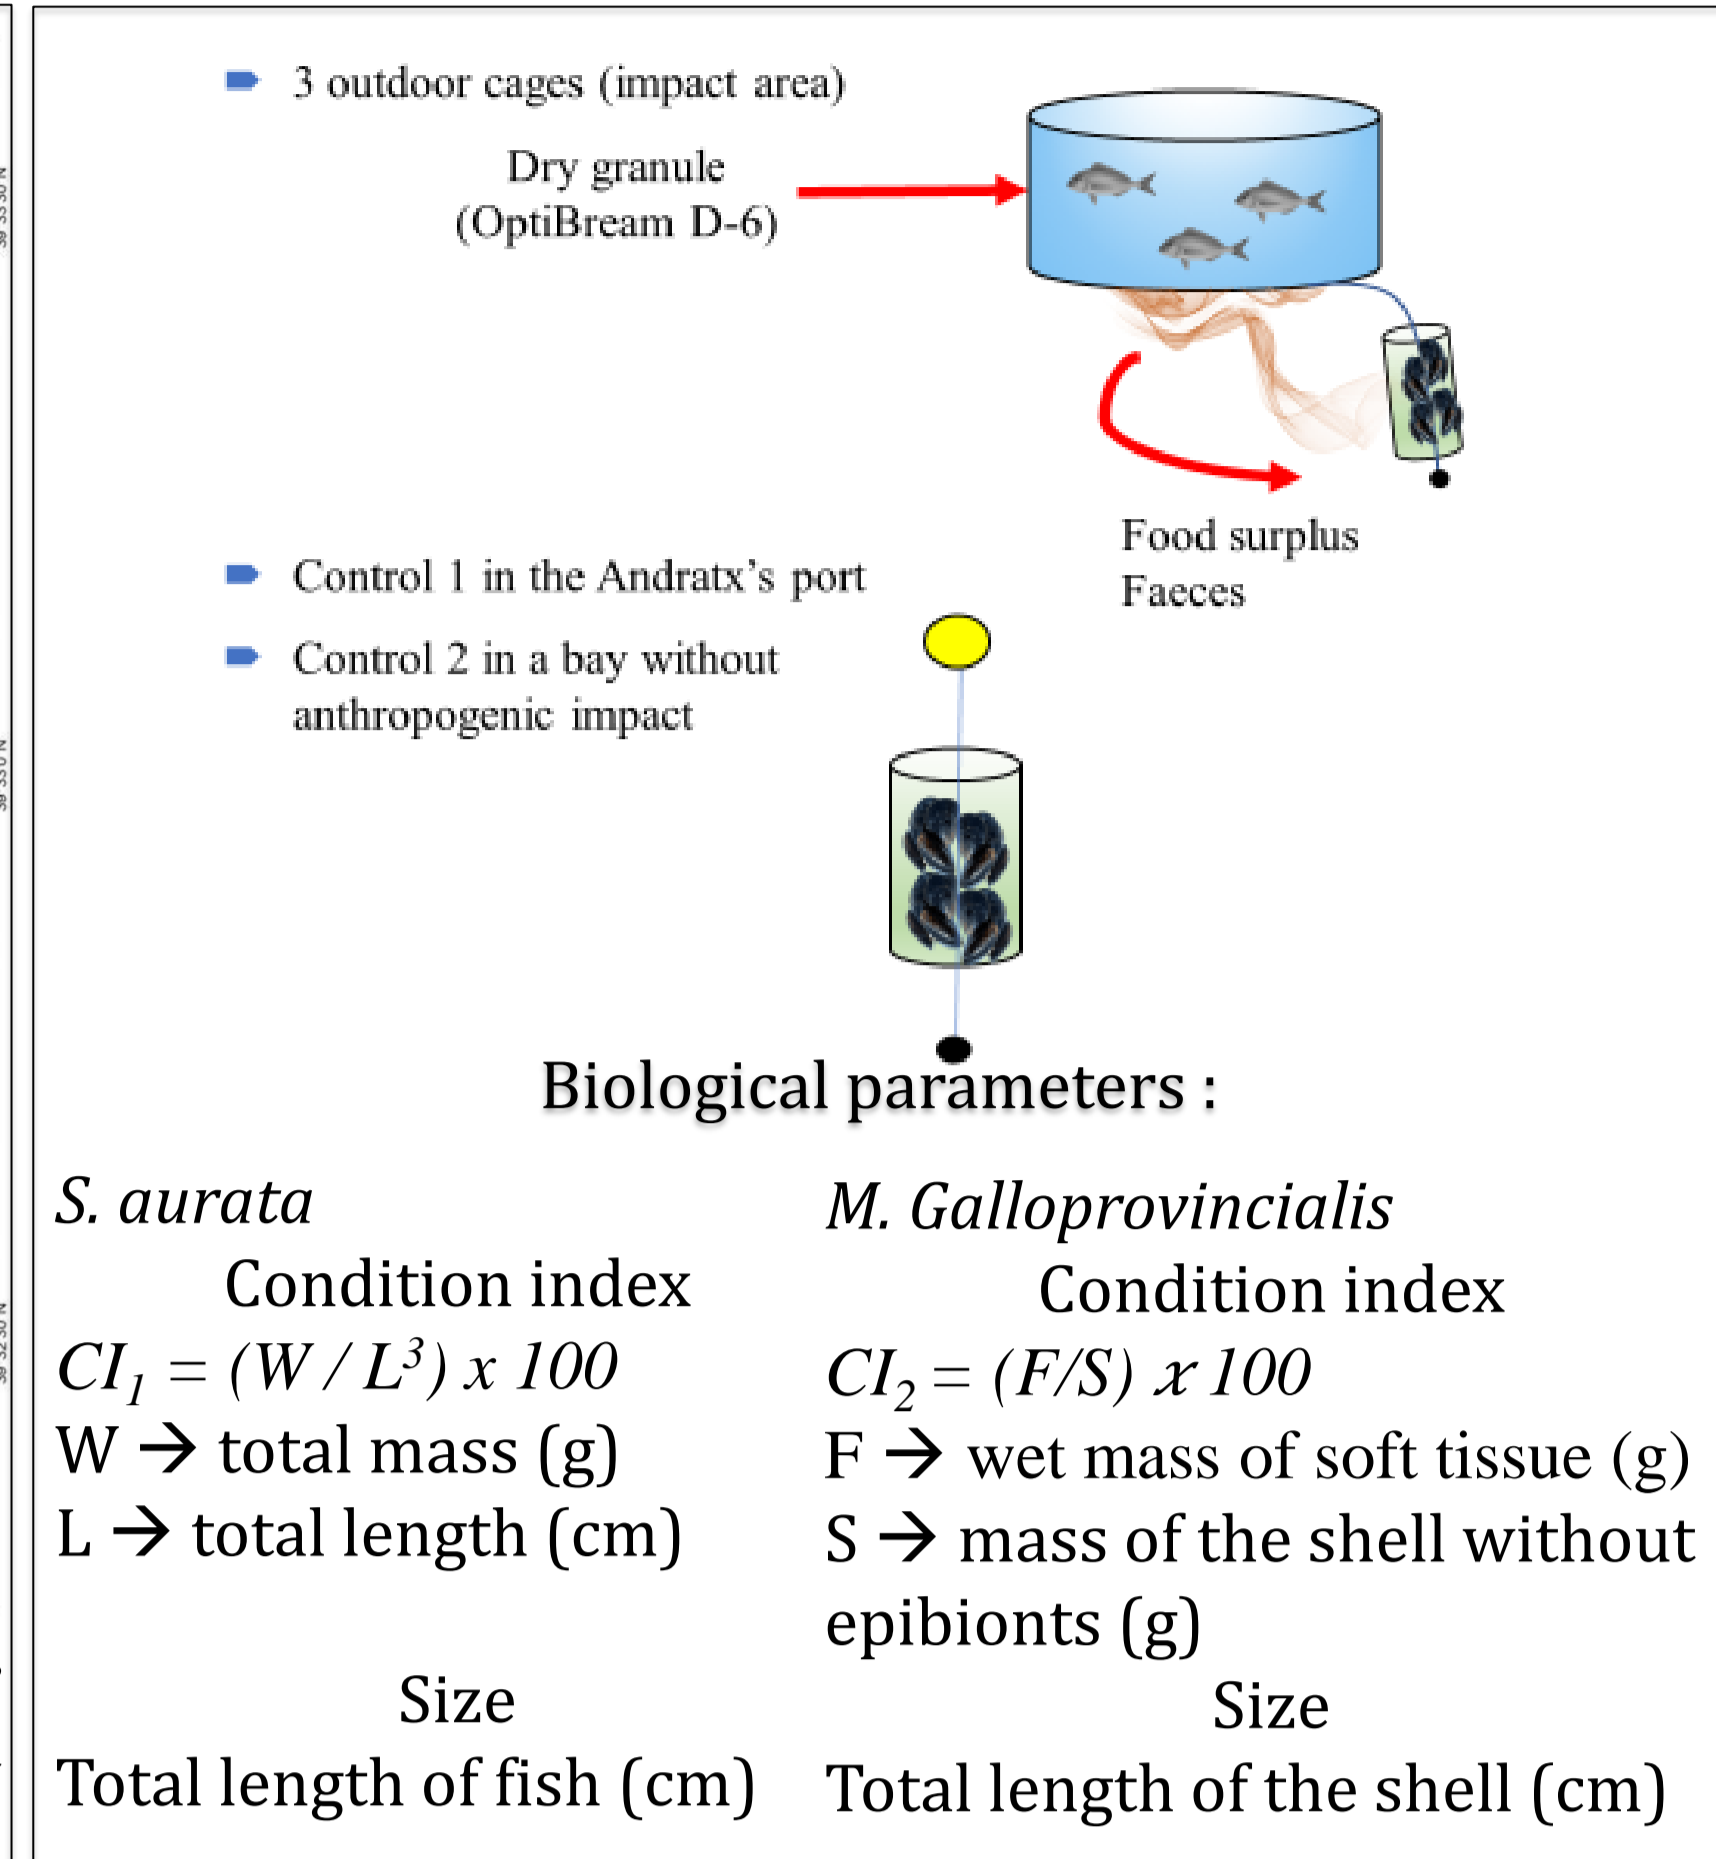 3 outdoor cages (impact area)
Dry granule
(OptiBream D-6)
Food surplus
Faeces
Control 1 in the Andratx's port
Control 2 in a bay without
anthropogenic impact
Biological parameters :
S. aurata
Condition index
CI₁ = (W / L³) x 100
W → total mass (g)
L → total length (cm)
Size
Total length of fish (cm)
M. Galloprovincialis
Condition index
CI₂ = (F/S) x 100
F → wet mass of soft tissue (g)
S → mass of the shell without
epibionts (g)
Size
Total length of the shell (cm)